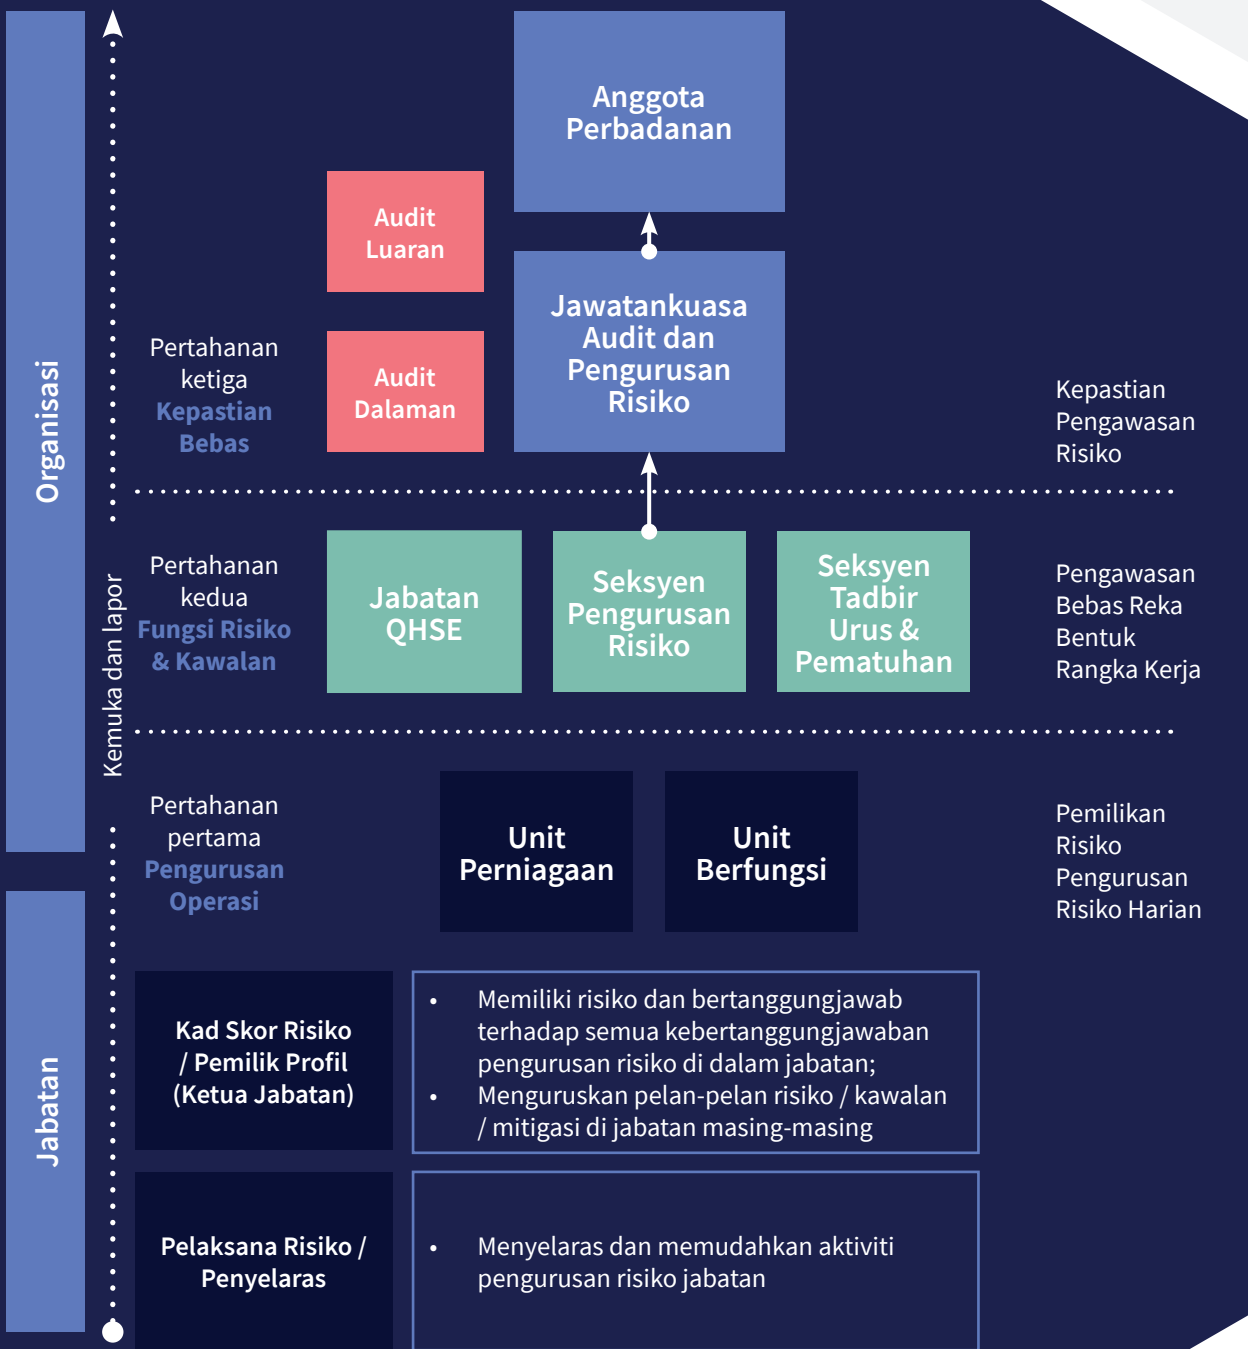 Organisasi
Kemuka dan lapor
Anggota
Perbadanan
Audit
Luaran
Jawatankuasa
Audit dan
Pengurusan
Risiko
Pertahanan
ketiga
Kepastian
Bebas
Audit
Dalaman
Kepastian
Pengawasan
Risiko
Pertahanan
kedua
Fungsi Risiko
& Kawalan
Jabatan
QHSE
Seksyen
Pengurusan
Risiko
Seksyen
Tadbir
Urus &
Pematuhan
Pengawasan
Bebas Reka
Bentuk
Rangka Kerja
Pertahanan
pertama
Pengurusan
Operasi
Unit
Perniagaan
Unit
Berfungsi
Pemilikan
Risiko
Pengurusan
Risiko Harian
Jabatan
Kad Skor Risiko
/ Pemilik Profil
(Ketua Jabatan)
• Memiliki risiko dan bertanggungjawab
terhadap semua kebertanggungjawaban
pengurusan risiko di dalam jabatan;
• Menguruskan pelan-pelan risiko / kawalan
/ mitigasi di jabatan masing-masing
Pelaksana Risiko /
Penyelaras
• Menyelaras dan memudahkan aktiviti
pengurusan risiko jabatan